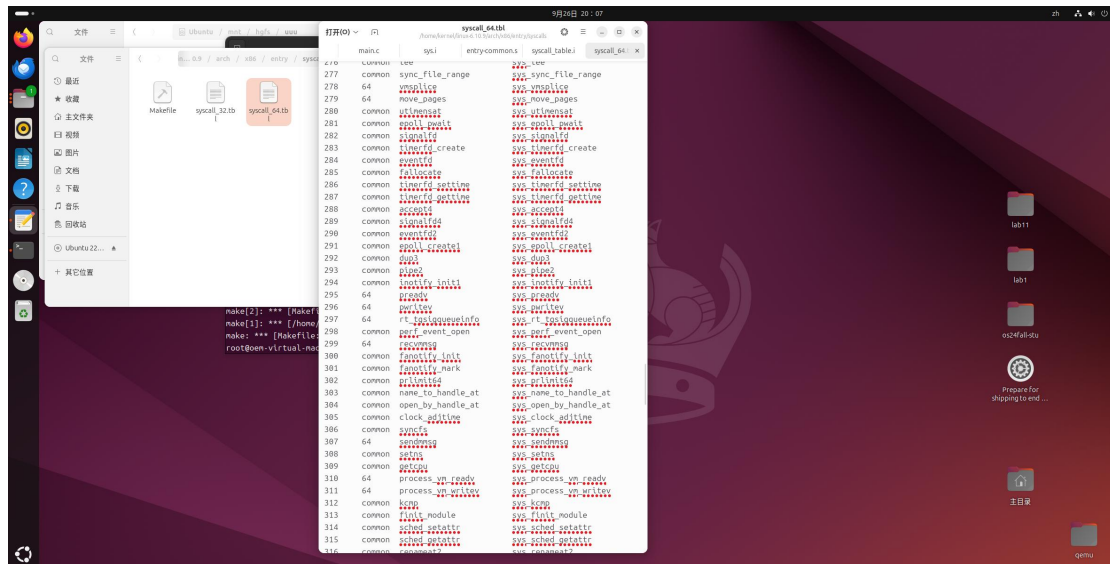 9月26日 20：07
zh
文件
Ubuntu / mnt / hgfs / uuu
文件
0.9 / arch / x86 / entry / sysca
最近
收藏
主文件夹
视频
图片
文档
下载
音乐
回收站
Ubuntu 22...
其它位置
Makefile
syscall_32.tbl
syscall_64.tbl
make[2]: *** [Makefi
make[1]: *** [/home/
make: *** [Makefile:
root@oem-virtual-mac
打开(O)
syscall_64.tbl
main.c
sys.i
entry-common.s
syscall_table.i
syscall_64.t
276 common tee sys_tee
277 common sync_file_range sys_sync_file_range
278 64 vmsplice sys_vmsplice
279 64 move_pages sys_move_pages
280 common utimensat sys_utimensat
281 common epoll_pwait sys_epoll_pwait
282 common signalfd sys_signalfd
283 common timerfd_create sys_timerfd_create
284 common eventfd sys_eventfd
285 common fallocate sys_fallocate
286 common timerfd_settime sys_timerfd_settime
287 common timerfd_gettime sys_timerfd_gettime
288 common accept4 sys_accept4
289 common signalfd4 sys_signalfd4
290 common eventfd2 sys_eventfd2
291 common epoll_create1 sys_epoll_create1
292 common dup3 sys_dup3
293 common pipe2 sys_pipe2
294 common inotify_init1 sys_inotify_init1
295 64 preadv sys_preadv
296 64 pwritev sys_pwritev
297 64 rt_tgsigqueueinfo sys_rt_tgsigqueueinfo
298 common perf_event_open sys_perf_event_open
299 64 recvmmsg sys_recvmmsg
300 common fanotify_init sys_fanotify_init
301 common fanotify_mark sys_fanotify_mark
302 common prlimit64 sys_prlimit64
303 common name_to_handle_at sys_name_to_handle_at
304 common open_by_handle_at sys_open_by_handle_at
305 common clock_adjtime sys_clock_adjtime
306 common syncfs sys_syncfs
307 64 sendmmsg sys_sendmmsg
308 common setns sys_setns
309 common getcpu sys_getcpu
310 64 process_vm_readv sys_process_vm_readv
311 64 process_vm_writev sys_process_vm_writev
312 common kcmp sys_kcmp
313 common finit_module sys_finit_module
314 common sched_setattr sys_sched_setattr
315 common sched_getattr sys_sched_getattr
316 common renameat2 sys_renameat2
lab11
lab1
os24fall-stu
Prepare for
shipping to end ...
主目录
qemu